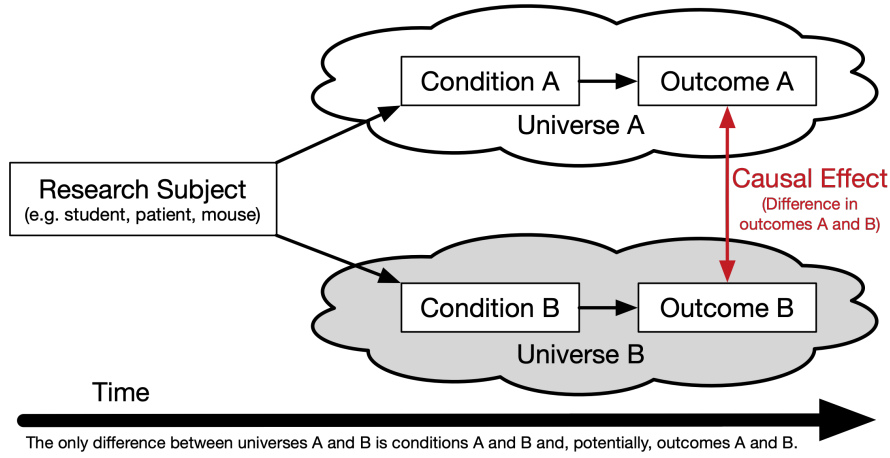 Condition A
Outcome A
Universe A
Research Subject
(e.g. student, patient, mouse)
Causal Effect
(Difference in
outcomes A and B)
Condition B
Outcome B
Universe B
Time
The only difference between universes A and B is conditions A and B and, potentially, outcomes A and B.